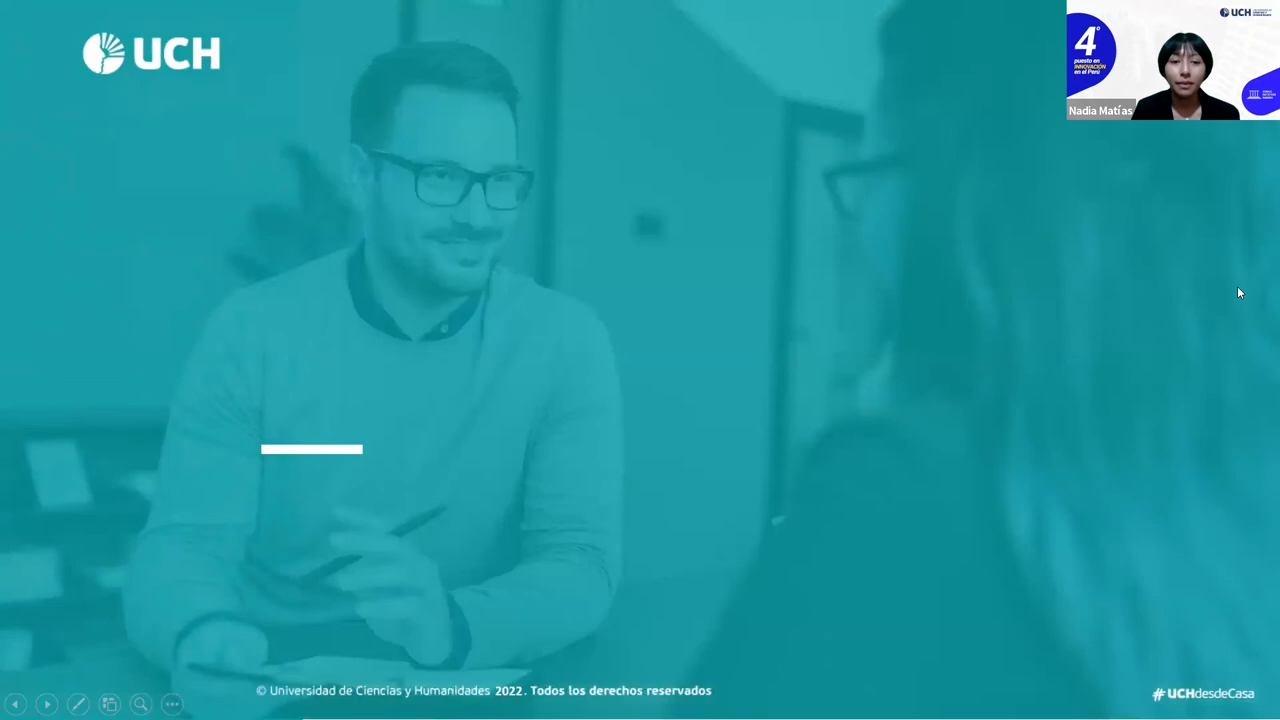 UCH
UCH
4°
puesto en
INNOVACIÓN
en el Perú
Nadia Matías
© Universidad de Ciencias y Humanidades 2022. Todos los derechos reservados
#UCHdesdeCasa